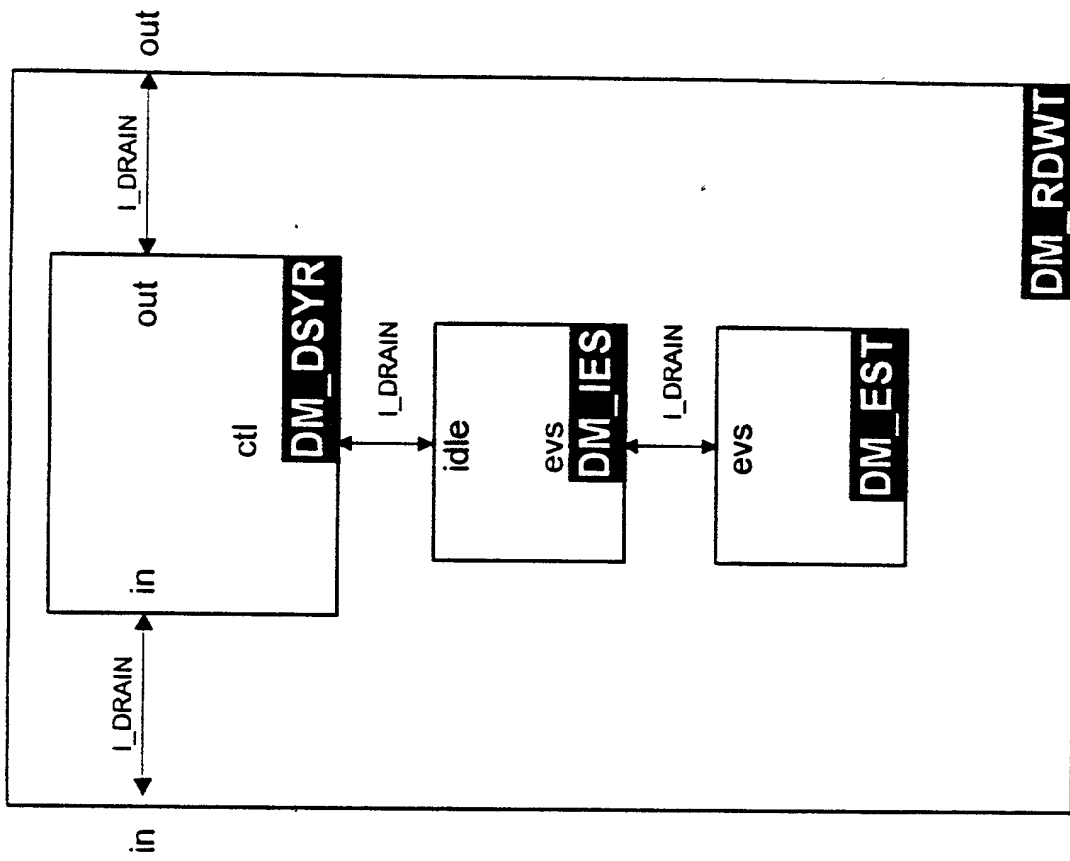 in
I_DRAIN
in
out
I_DRAIN
out
ctl
DM_DSYR
I_DRAIN
idle
evs
DM_IES
I_DRAIN
evs
DM_EST
DM_RDWT